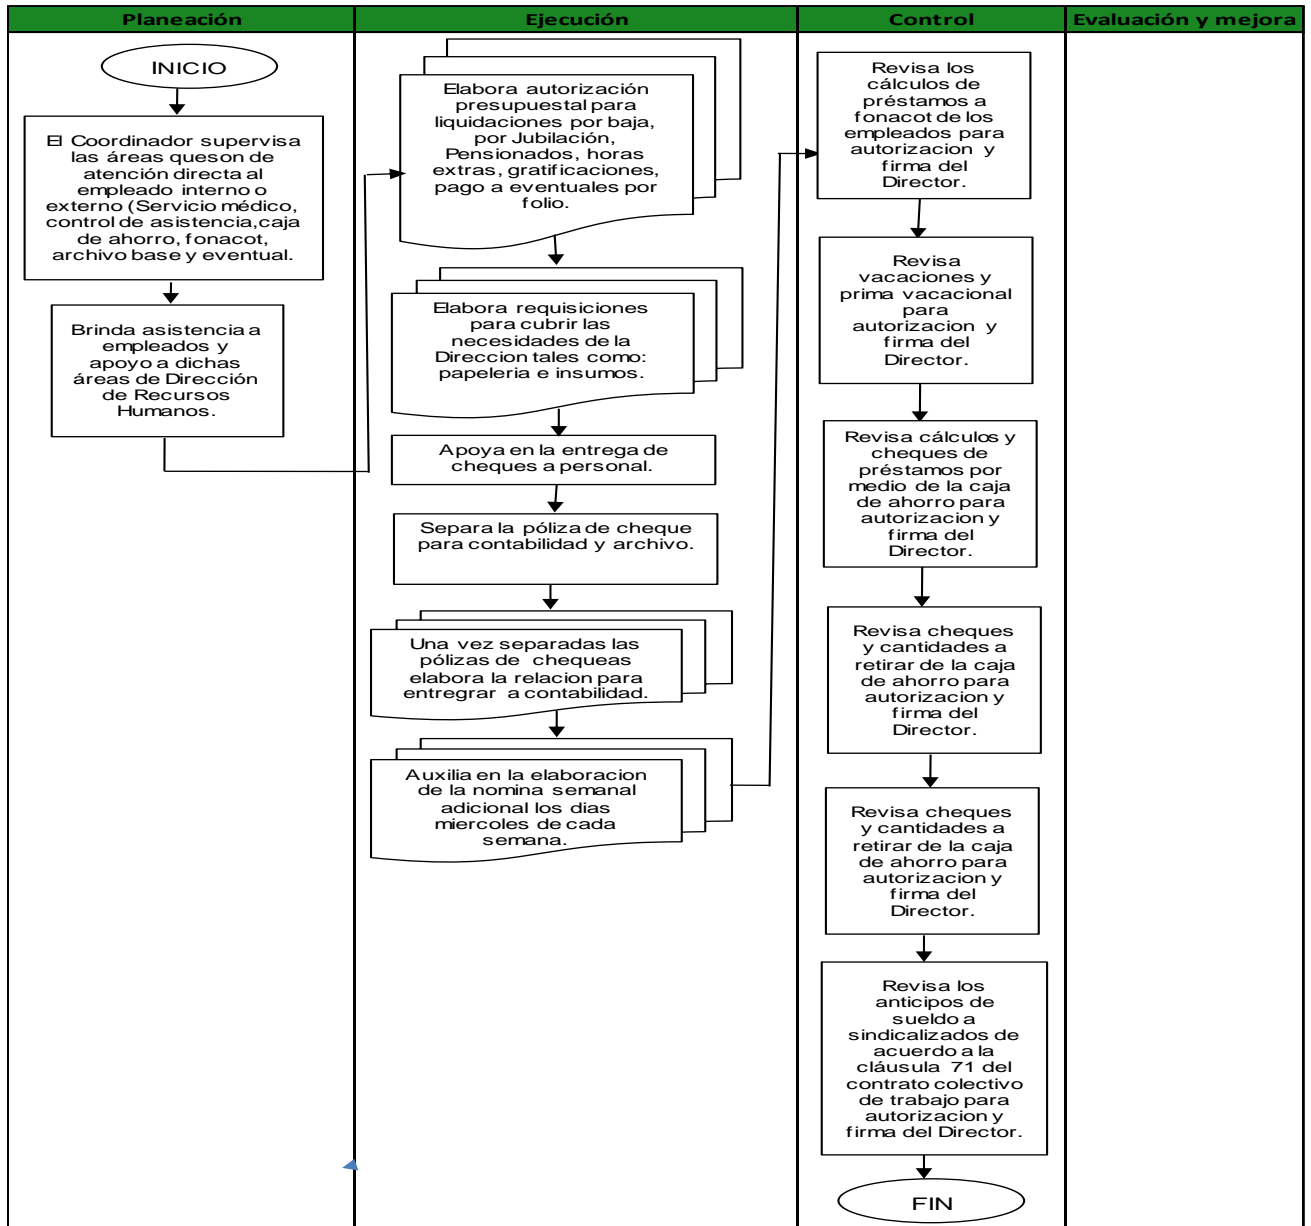 Planeación
Ejecución
Control
Evaluación y mejora
INICIO
El Coordinador supervisa
las áreas queson de
atención directa al
empleado interno o
externo (Servicio médico,
control de asistencia,caja
de ahorro, fonacot,
archivo base y eventual.
Brinda asistencia a
empleados y
apoyo a dichas
áreas de Dirección
de Recursos
Humanos.
Elabora autorización
presupuestal para
liquidaciones por baja,
por Jubilación,
Pensionados, horas
extras, gratificaciones,
pago a eventuales por
folio.
Elabora requisiciones
para cubrir las
necesidades de la
Direccion tales como:
papeleria e insumos.
Apoya en la entrega de
cheques a personal.
Separa la póliza de cheque
para contabilidad y archivo.
Una vez separadas las
pólizas de chequeas
elabora la relacion para
entregrar a contabilidad.
Auxilia en la elaboracion
de la nomina semanal
adicional los dias
miercoles de cada
semana.
Revisa los
cálculos de
préstamos a
fonacot de los
empleados para
autorizacion y
firma del
Director.
Revisa
vacaciones y
prima vacacional
para
autorizacion y
firma del
Director.
Revisa cálculos y
cheques de
préstamos por
medio de la caja
de ahorro para
autorizacion y
firma del
Director.
Revisa cheques
y cantidades a
retirar de la caja
de ahorro para
autorizacion y
firma del
Director.
Revisa cheques
y cantidades a
retirar de la caja
de ahorro para
autorizacion y
firma del
Director.
Revisa los
anticipos de
sueldo a
sindicalizados de
acuerdo a la
cláusula 71 del
contrato colectivo
de trabajo para
autorizacion y
firma del Director.
FIN